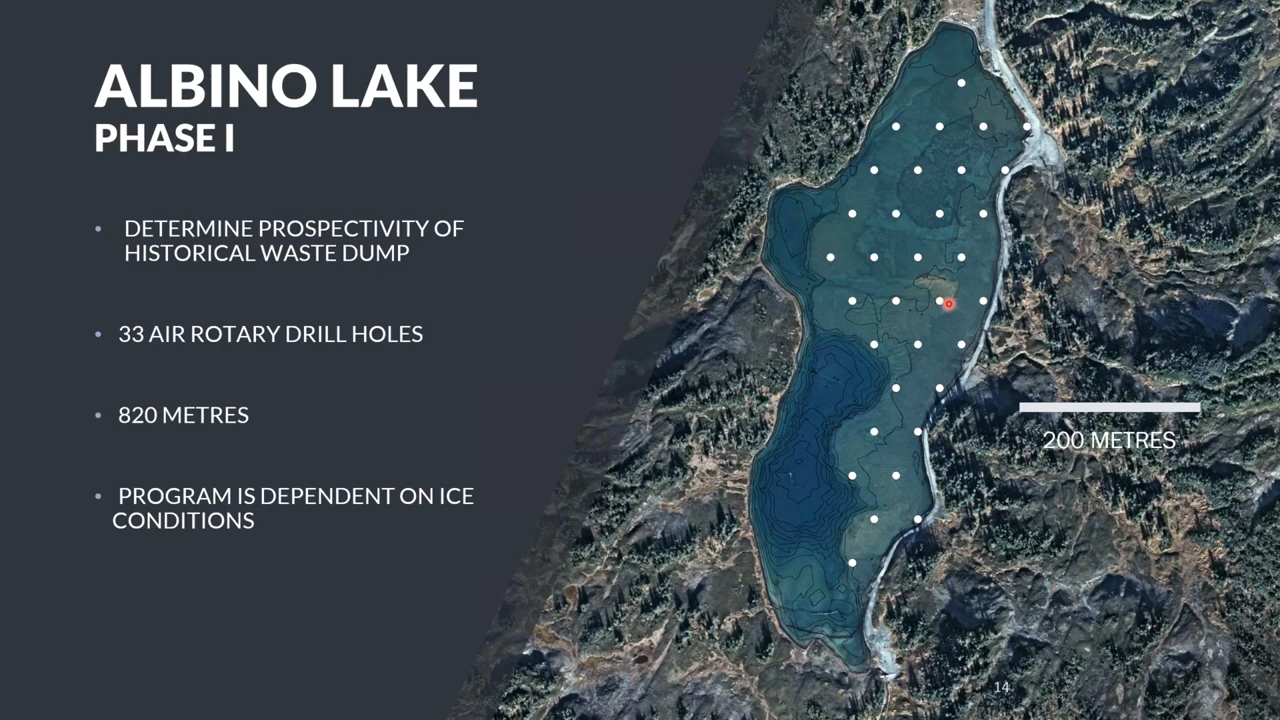 ALBINO LAKE
PHASE I
• DETERMINE PROSPECTIVITY OF
HISTORICAL WASTE DUMP
• 33 AIR ROTARY DRILL HOLES
• 820 METRES
• PROGRAM IS DEPENDENT ON ICE
CONDITIONS
200 METRES
14